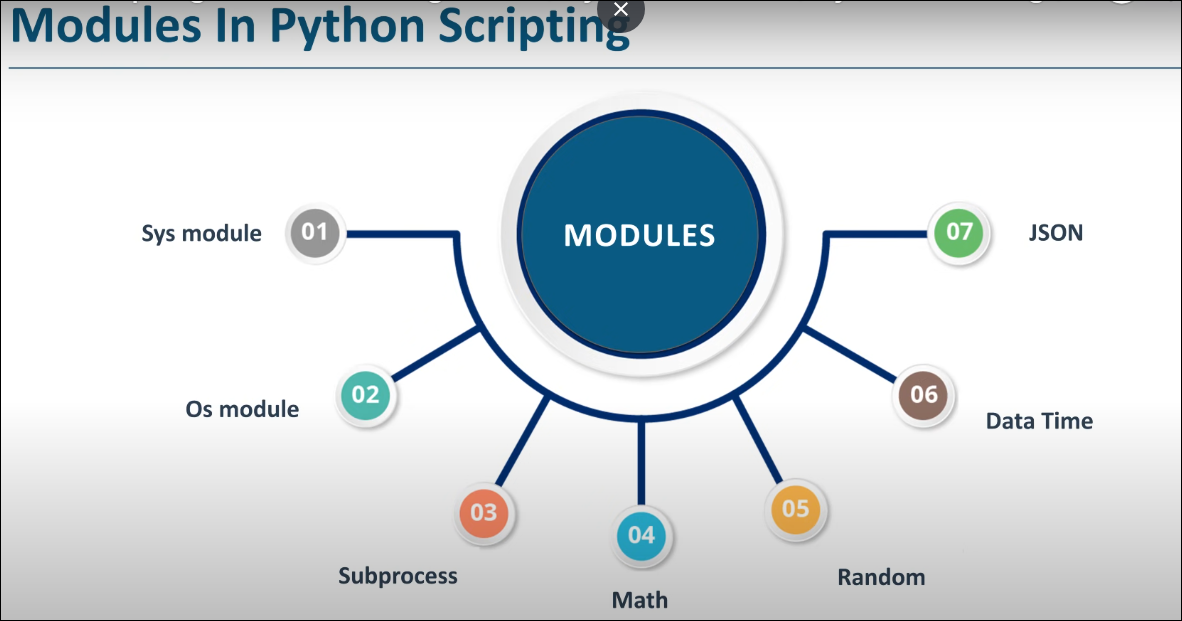 Modules In Python Scripting
MODULES
Sys module 01
07 JSON
02
Os module
06
Data Time
03
Subprocess
04
Math
05
Random